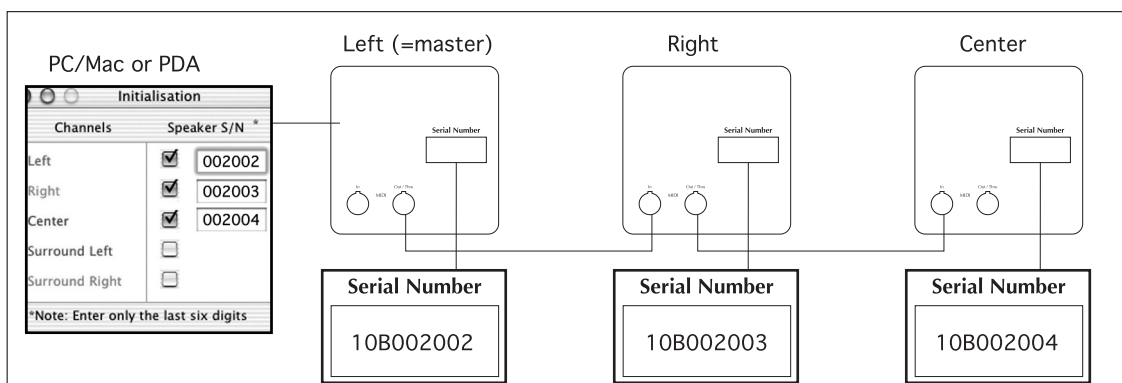 PC/Mac or PDA
Initialisation
Channels Speaker S/N *
Left 002002
Right 002003
Center 002004
Surround Left
Surround Right
*Note: Enter only the last six digits
Left (=master)
Serial Number
In MIDI Out / Thru
Serial Number
10B002002
Right
Serial Number
In MIDI Out / Thru
Serial Number
10B002003
Center
Serial Number
In MIDI Out / Thru
Serial Number
10B002004